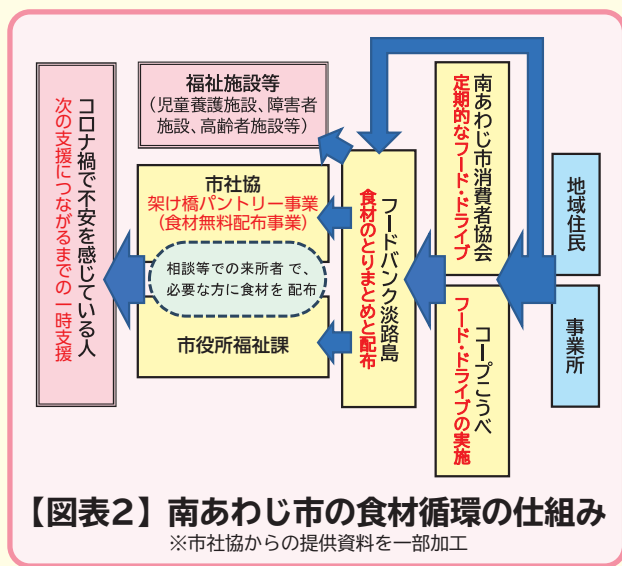 コロナ禍で不安を感じている人
次の支援につながるまでの一時支援
福祉施設等
（児童養護施設、障害者
施設、高齢者施設等）
市社協
架け橋パントリー事業
（食材無料配布事業）
相談等での来所者 で、
必要な方に食材を 配布
市役所福祉課
フードバンク淡路島
食材のとりまとめと配布
南あわじ市消費者協会
定期的なフード・ドライブ
コープこうべ
フード・ドライブの実施
地域住民
事業所
【図表2】南あわじ市の食材循環の仕組み
※市社協からの提供資料を一部加工